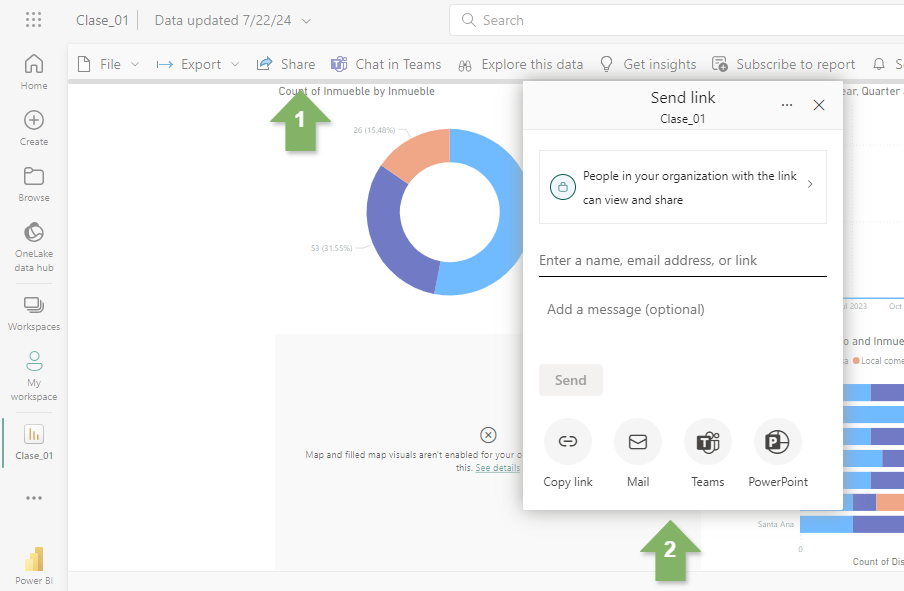 Clase_01
Data updated 7/22/24
Search
File
Export
Share
Chat in Teams
Explore this data
Get insights
Subscribe to report
Home
Create
Browse
OneLake
data hub
Workspaces
My
workspace
Clase_01
Power BI
Count of Inmueble by Inmueble
1
26 (15.48%)
53 (31.55%)
Map and filled map visuals aren't enabled for your
this. See details
Send link
Clase_01
People in your organization with the link
can view and share
Enter a name, email address, or link
Add a message (optional)
Send
Copy link
Mail
Teams
PowerPoint
2
ear, Quarter
2023
Oct
o and Inmue
Local come
Santa Ana
0
Count of Dis